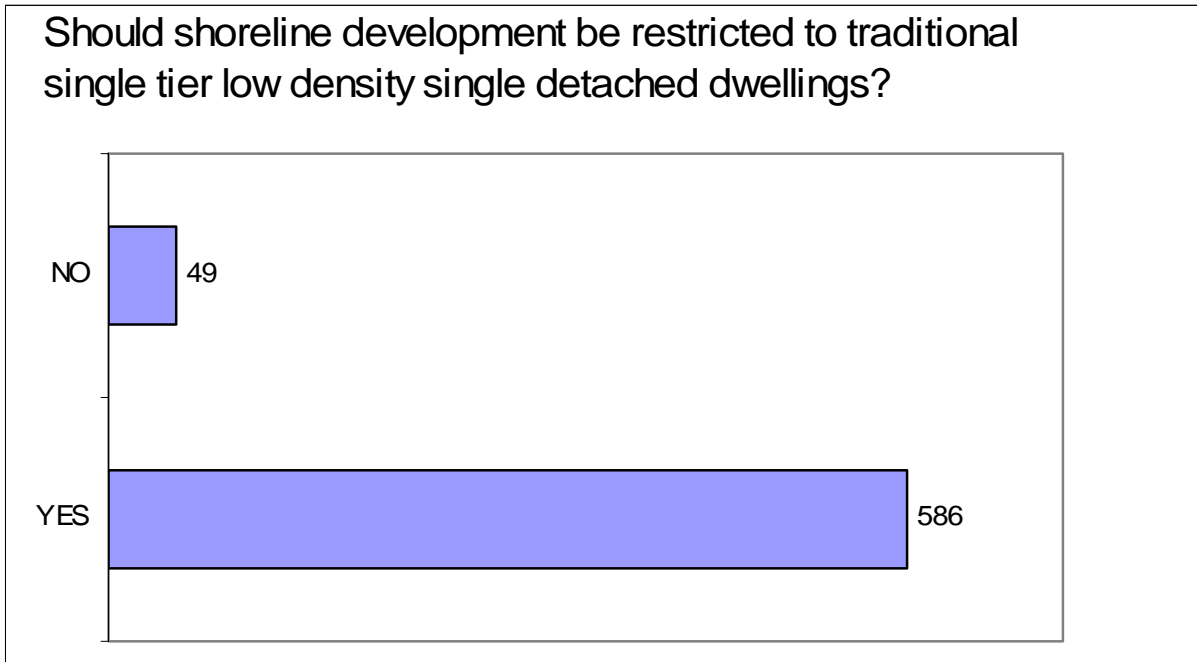 Should shoreline development be restricted to traditional
single tier low density single detached dwellings?
NO
49
YES
586